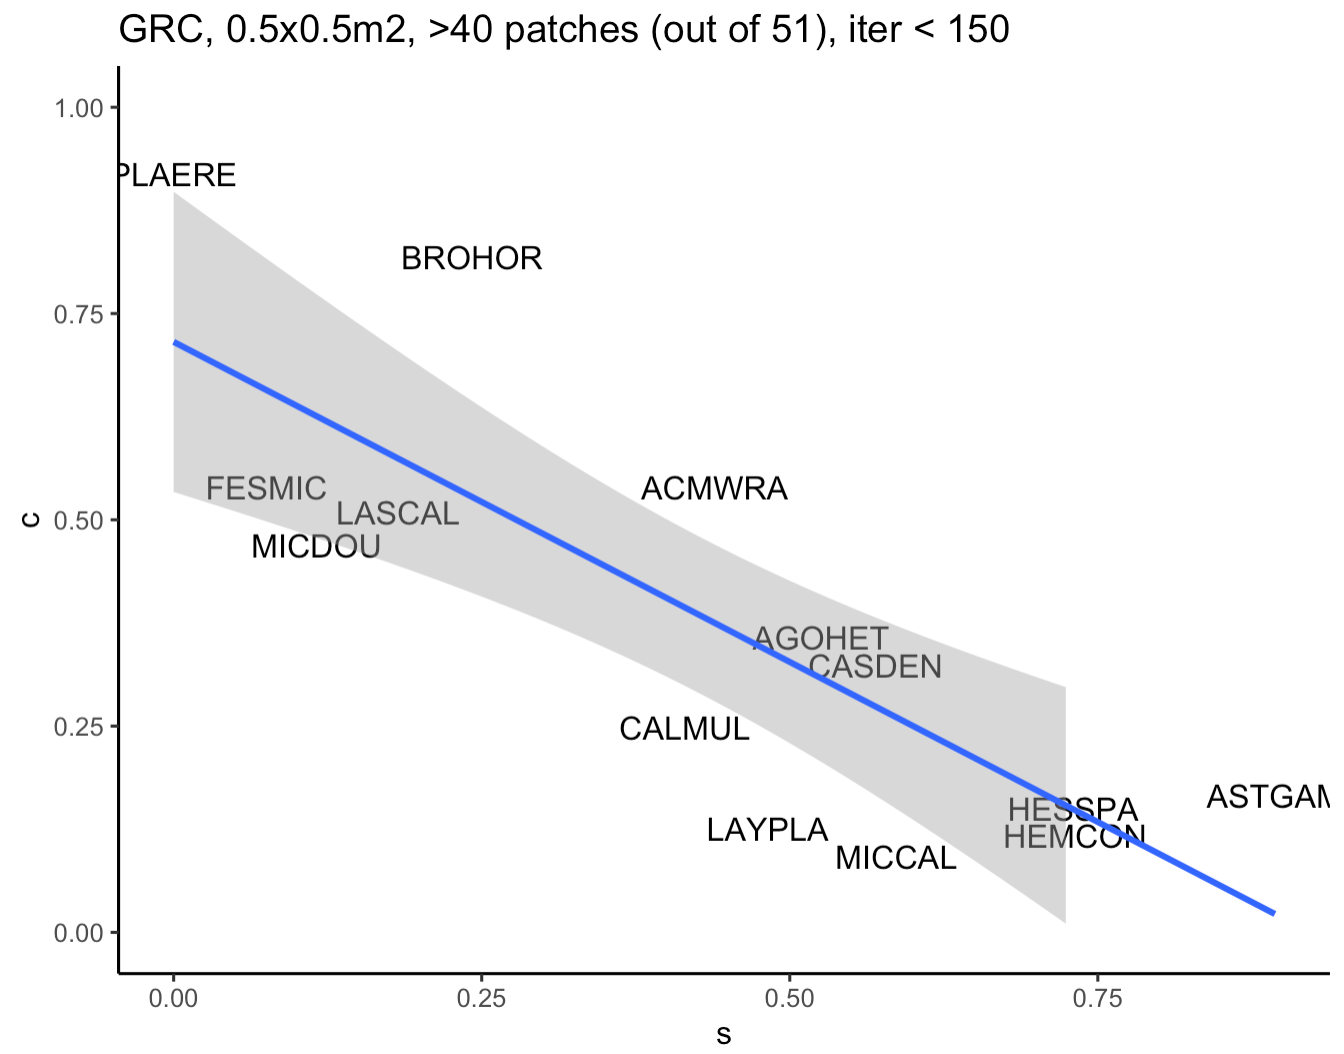 GRC, 0.5x0.5m2, >40 patches (out of 51), iter < 150
1.00
PLAERE
BROHOR
0.75
FESMIC
ACMWRA
LASCAL
c
0.50
MICDOU
AGOHET
CASDEN
0.25
CALMUL
ASTGAM
HESSPA
LAYPLA
HEMCON
MICCAL
0.00
0.00 0.25 0.50 0.75
s